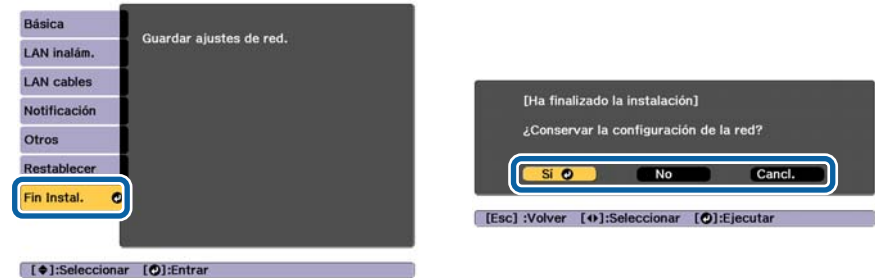 Básica
LAN inalám.
LAN cables
Notificación
Otros
Restablecer
Fin Instal.
Guardar ajustes de red.
[◆]:Seleccionar [⏎]:Entrar
[Ha finalizado la instalación]
¿Conservar la configuración de la red?
Sí No Cancl.
[Esc] :Volver [◀▶]:Seleccionar [⏎]:Ejecutar